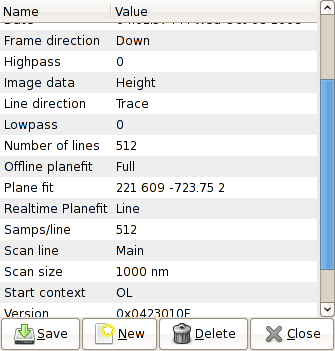 Name Value
Frame direction Down
Highpass 0
Image data Height
Line direction Trace
Lowpass 0
Number of lines 512
Offline planefit Full
Plane fit 221 609 -723.75 2
Realtime Planefit Line
Samps/line 512
Scan line Main
Scan size 1000 nm
Start context OL
Version 0x0423010F
Save New Delete Close